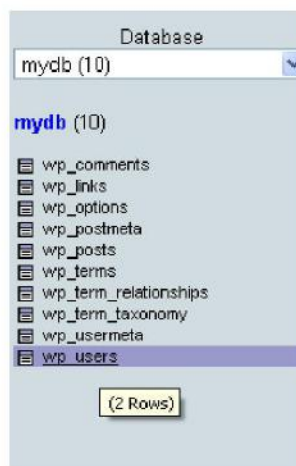 Database
mydb (10)
mydb (10)
wp_comments
wp_links
wp_options
wp_postmeta
wp_posts
wp_terms
wp_term_relationships
wp_term_taxonomy
wp_usermeta
wp_users
(2 Rows)